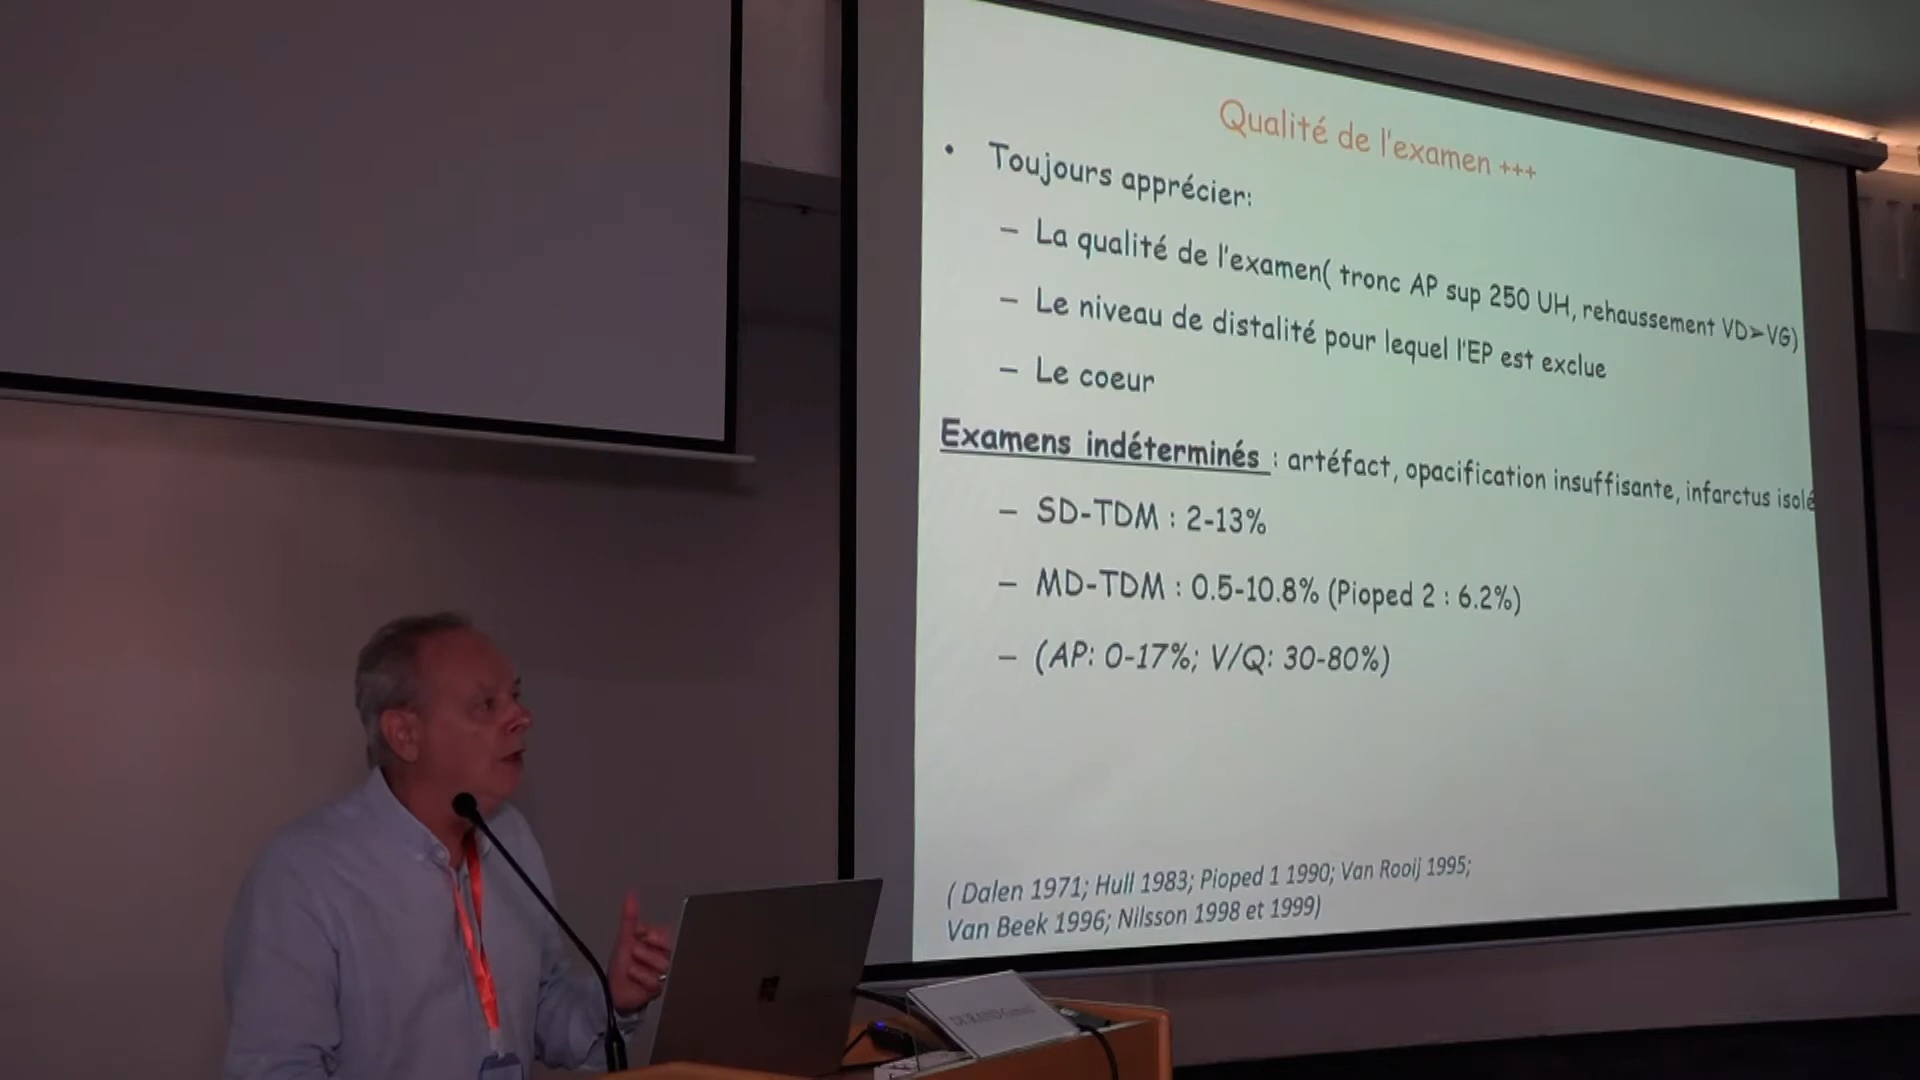 Qualité de l'examen +++
• Toujours apprécier:
– La qualité de l'examen( tronc AP sup 250 UH, rehaussement VD➢VG)
– Le niveau de distalité pour lequel l'EP est exclue
– Le coeur
Examens indéterminés : artéfact, opacification insuffisante, infarctus isolé
– SD-TDM : 2-13%
– MD-TDM : 0.5-10.8% (Pioped 2 : 6.2%)
– (AP: 0-17%; V/Q: 30-80%)
( Dalen 1971; Hull 1983; Pioped 1 1990; Van Rooij 1995;
Van Beek 1996; Nilsson 1998 et 1999)